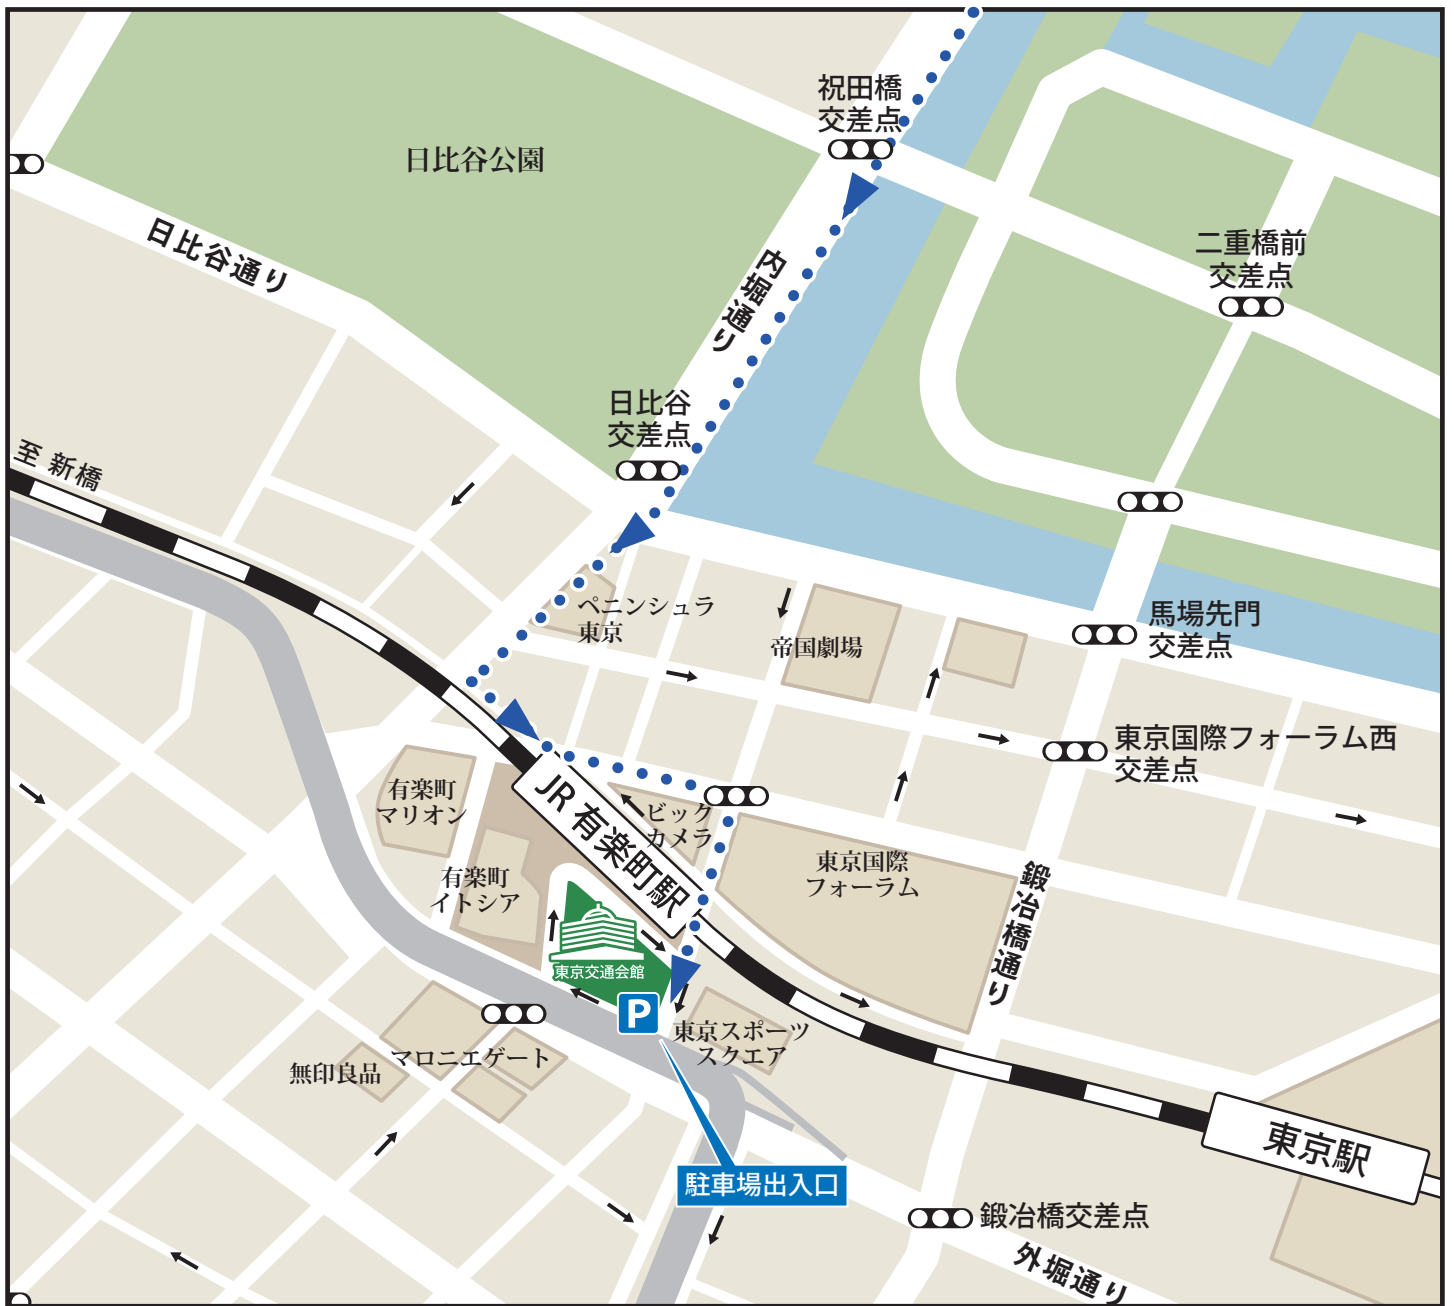 祝田橋
交差点
日比谷公園
日比谷通り
内堀通り
二重橋前
交差点
日比谷
交差点
至 新橋
ペニンシュラ
東京
帝国劇場
馬場先門
交差点
東京国際フォーラム西
交差点
有楽町
マリオン
JR 有楽町駅
ビック
カメラ
有楽町
イトシア
東京国際
フォーラム
鍛冶橋通り
東京交通会館
P
東京スポーツ
スクエア
マロニエゲート
無印良品
東京駅
駐車場出入口
鍛冶橋交差点
外堀通り